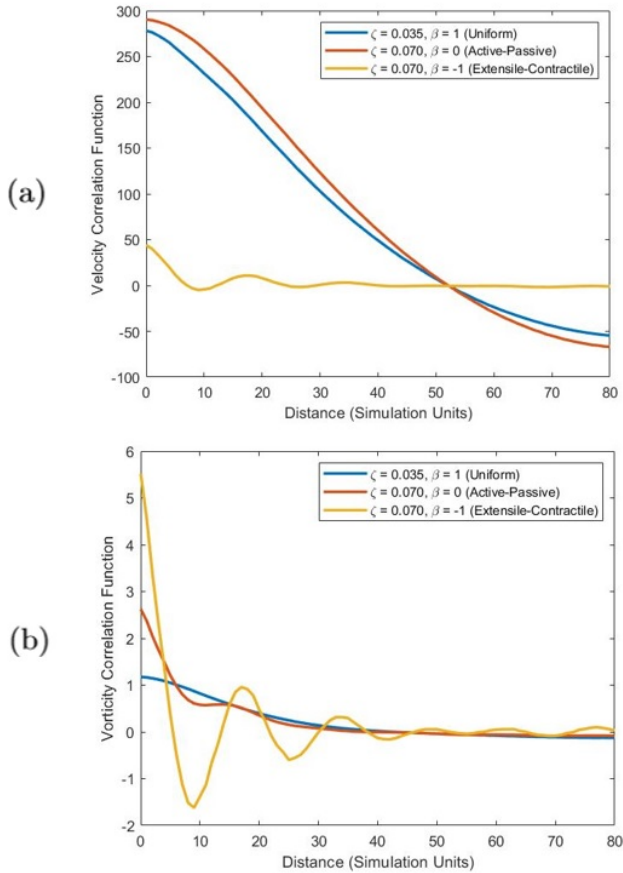 (a)
Velocity Correlation Function
300
250
200
150
100
50
0
-50
-100
ζ = 0.035, β = 1 (Uniform)
ζ = 0.070, β = 0 (Active-Passive)
ζ = 0.070, β = -1 (Extensile-Contractile)
0 10 20 30 40 50 60 70 80
Distance (Simulation Units)
(b)
Vorticity Correlation Function
6
5
4
3
2
1
0
-1
-2
ζ = 0.035, β = 1 (Uniform)
ζ = 0.070, β = 0 (Active-Passive)
ζ = 0.070, β = -1 (Extensile-Contractile)
0 10 20 30 40 50 60 70 80
Distance (Simulation Units)